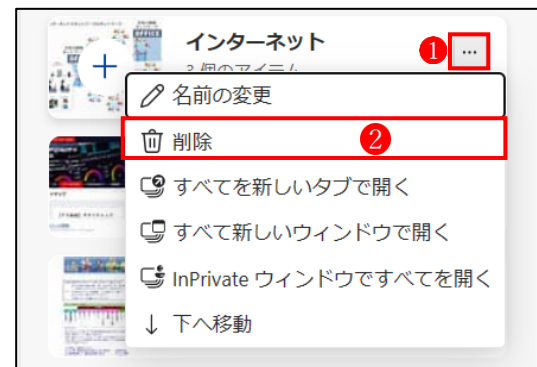 インターネット
1
...
3 個のアイテム
名前の変更
削除
2
すべてを新しいタブで開く
すべて新しいウィンドウで開く
InPrivate ウィンドウですべてを開く
下へ移動